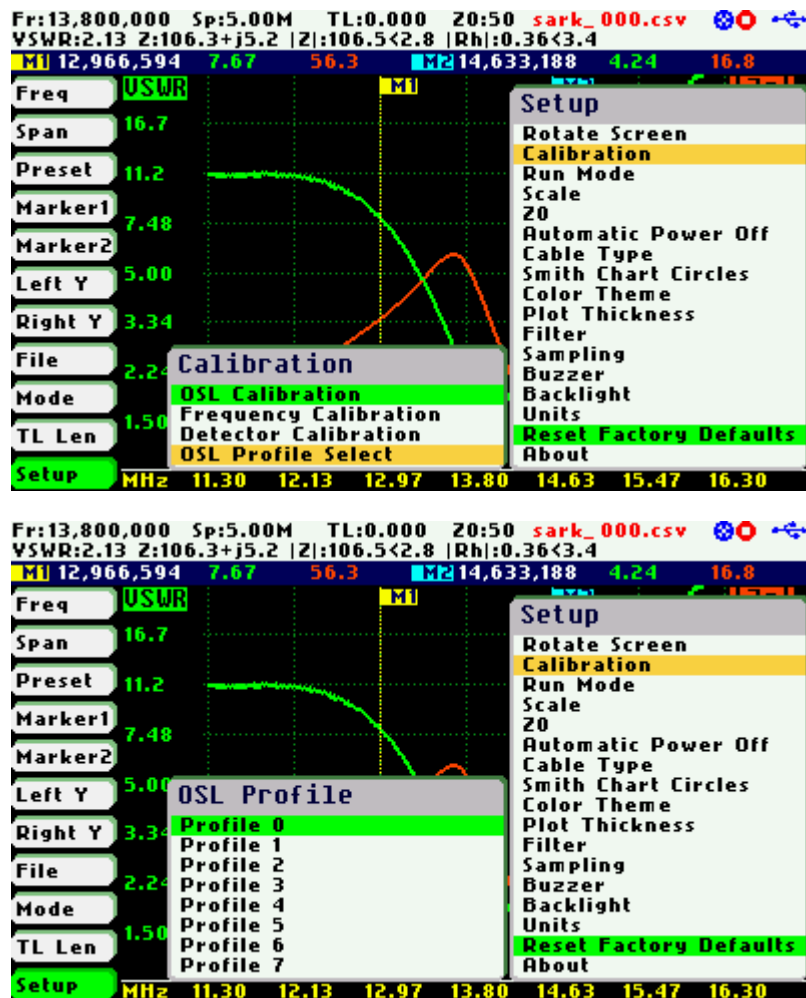 Fr:13,800,000 Sp:5.00M TL:0.000 Z0:50 sark_000.csv
VSWR:2.13 Z:106.3+j5.2 |Z|:106.5<2.8 |Rh|:0.36<3.4
M1 12,966,594 7.67 56.3 M2 14,633,188 4.24 16.8
Freq
Span
Preset
Marker1
Marker2
Left Y
Right Y
File
Mode
TL Len
Setup
VSWR
16.7
11.2
7.48
5.00
3.34
2.24
1.50
M1
Setup
Rotate Screen
Calibration
Run Mode
Scale
Z0
Automatic Power Off
Cable Type
Smith Chart Circles
Color Theme
Plot Thickness
Filter
Sampling
Buzzer
Backlight
Units
Reset Factory Defaults
About
Calibration
OSL Calibration
Frequency Calibration
Detector Calibration
OSL Profile Select
MHz 11.30 12.13 12.97 13.80 14.63 15.47 16.30
Fr:13,800,000 Sp:5.00M TL:0.000 Z0:50 sark_000.csv
VSWR:2.13 Z:106.3+j5.2 |Z|:106.5<2.8 |Rh|:0.36<3.4
M1 12,966,594 7.67 56.3 M2 14,633,188 4.24 16.8
Freq
Span
Preset
Marker1
Marker2
Left Y
Right Y
File
Mode
TL Len
Setup
VSWR
16.7
11.2
7.48
5.00
3.34
2.24
1.50
M1
Setup
Rotate Screen
Calibration
Run Mode
Scale
Z0
Automatic Power Off
Cable Type
Smith Chart Circles
Color Theme
Plot Thickness
Filter
Sampling
Buzzer
Backlight
Units
Reset Factory Defaults
About
OSL Profile
Profile 0
Profile 1
Profile 2
Profile 3
Profile 4
Profile 5
Profile 6
Profile 7
MHz 11.30 12.13 12.97 13.80 14.63 15.47 16.30